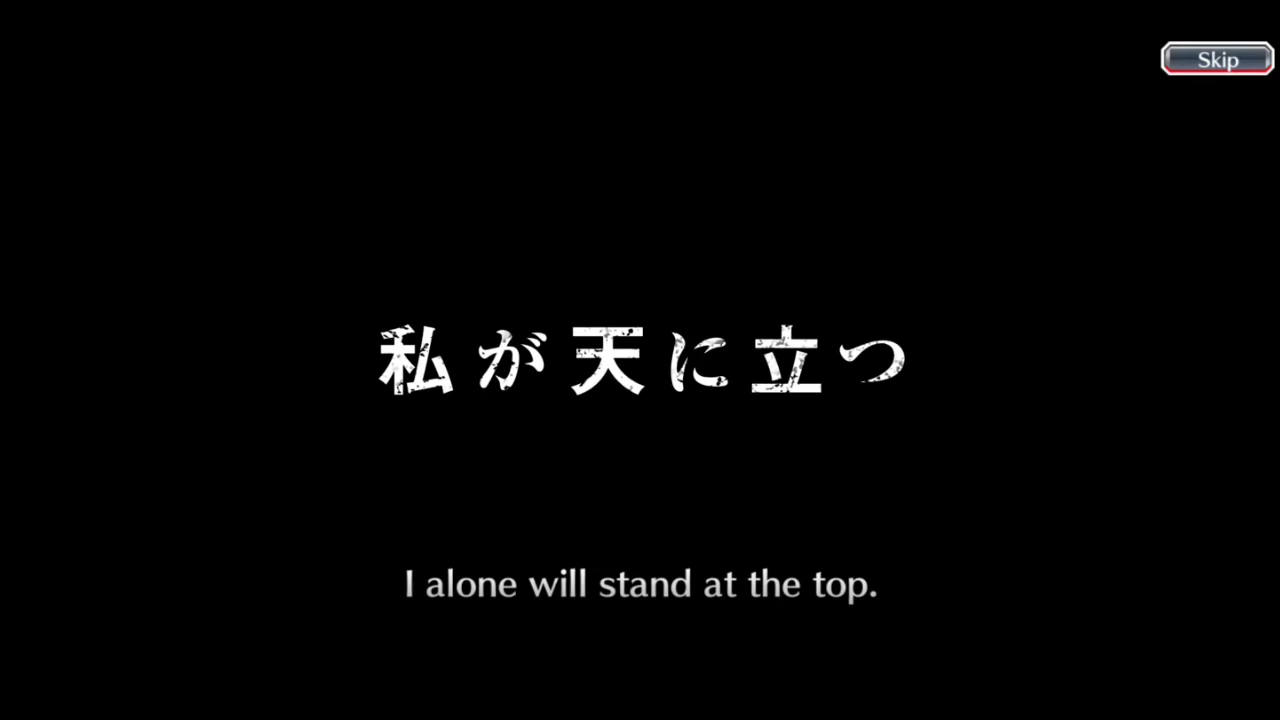 Skip
私が天に立つ
I alone will stand at the top.